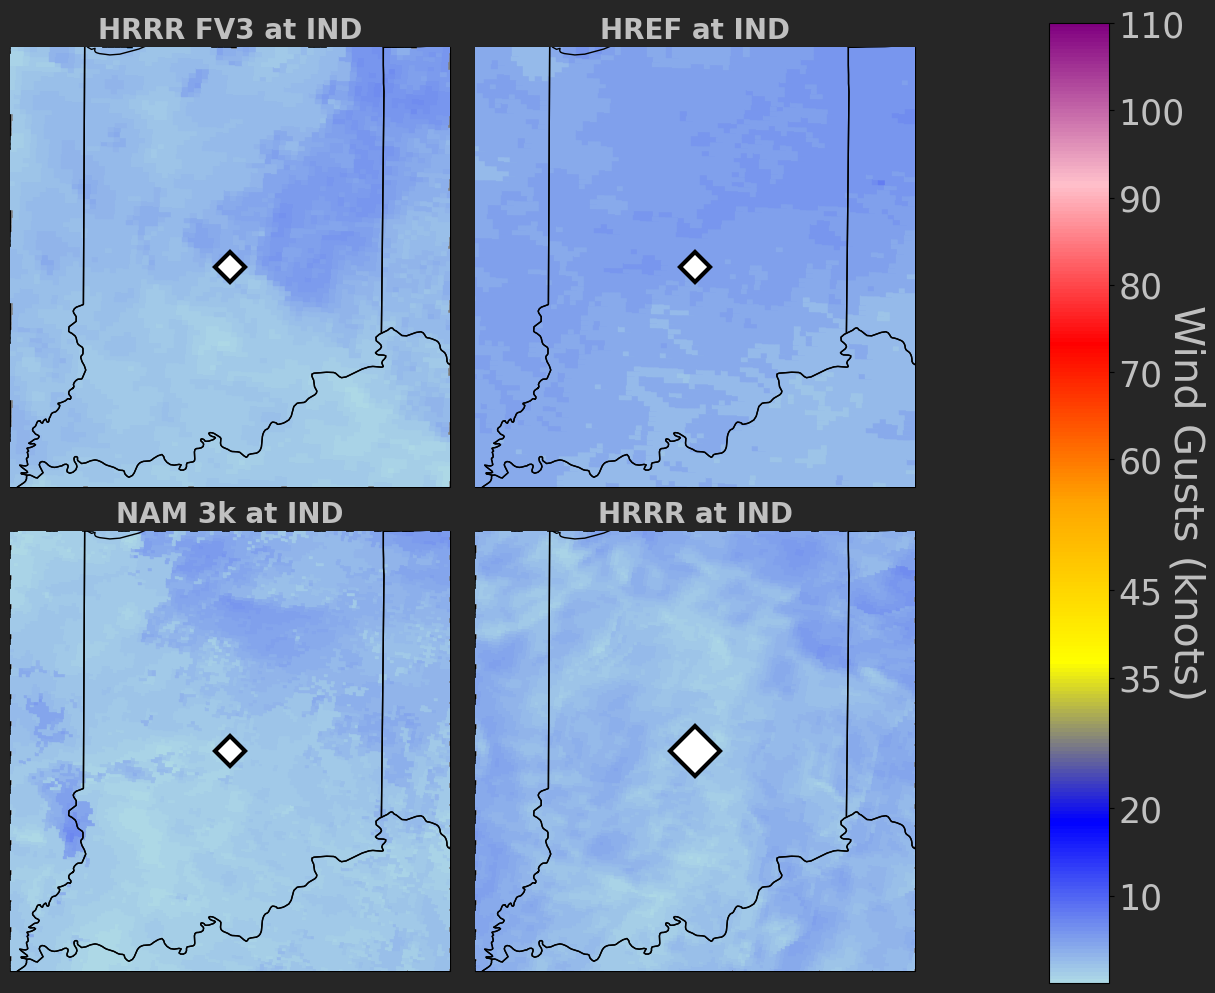 HRRR FV3 at IND
HREF at IND
NAM 3k at IND
HRRR at IND
110
100
90
80
70
60
45
35
20
10
Wind Gusts (knots)